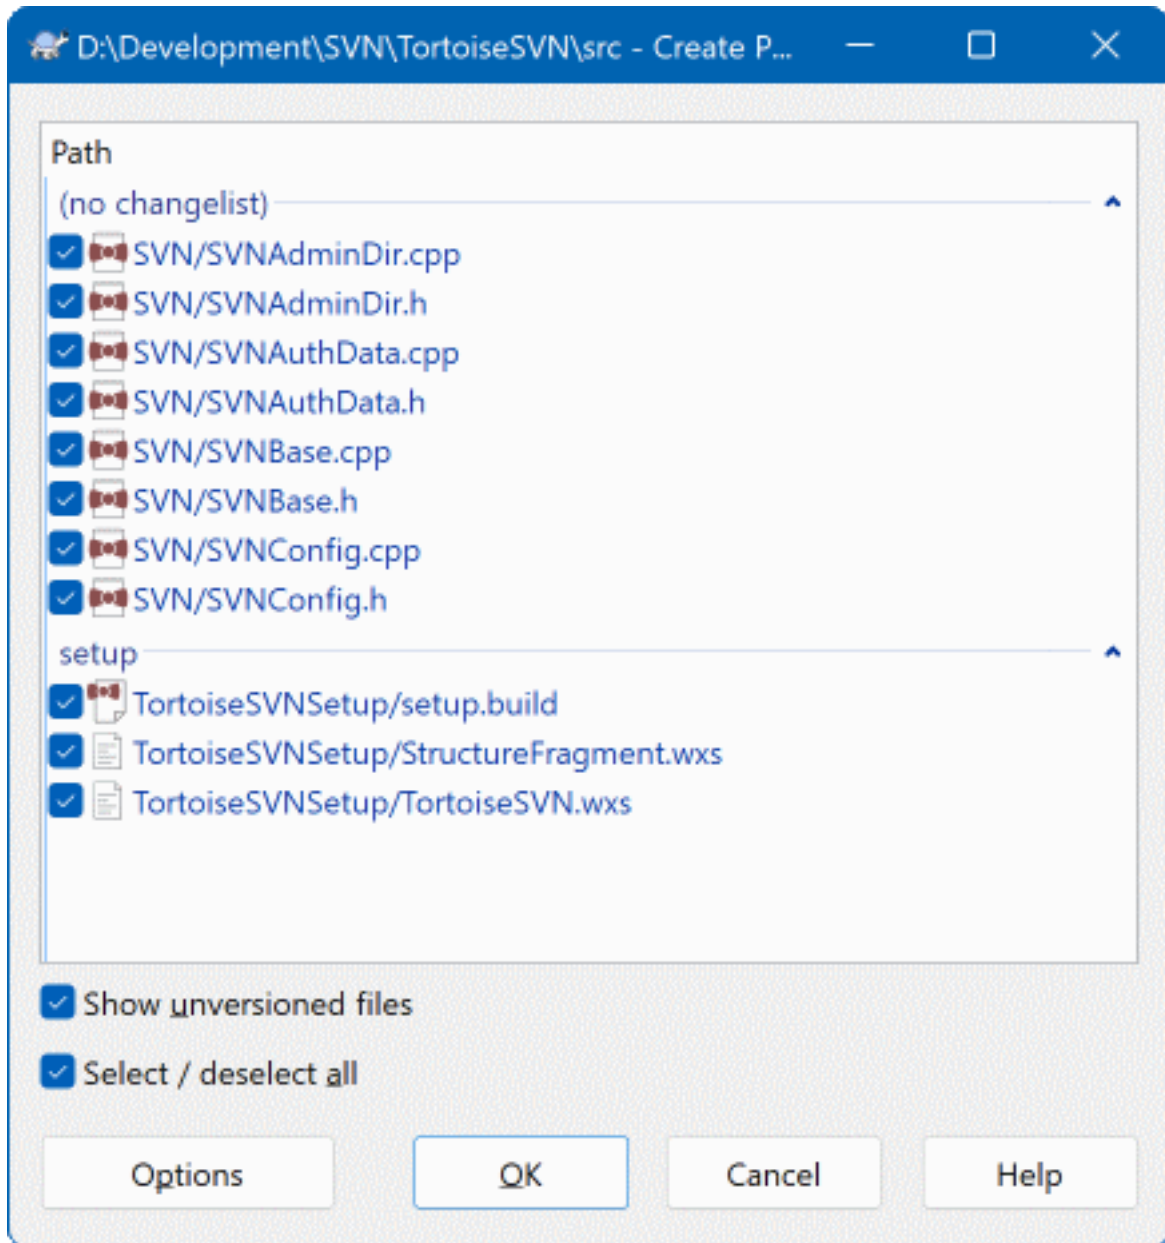 D:\Development\SVN\TortoiseSVN\src - Create P...
Path
(no changelist)
SVN/SVNAdminDir.cpp
SVN/SVNAdminDir.h
SVN/SVNAuthData.cpp
SVN/SVNAuthData.h
SVN/SVNBase.cpp
SVN/SVNBase.h
SVN/SVNConfig.cpp
SVN/SVNConfig.h
setup
TortoiseSVNSetup/setup.build
TortoiseSVNSetup/StructureFragment.wxs
TortoiseSVNSetup/TortoiseSVN.wxs
Show unversioned files
Select / deselect all
Options OK Cancel Help